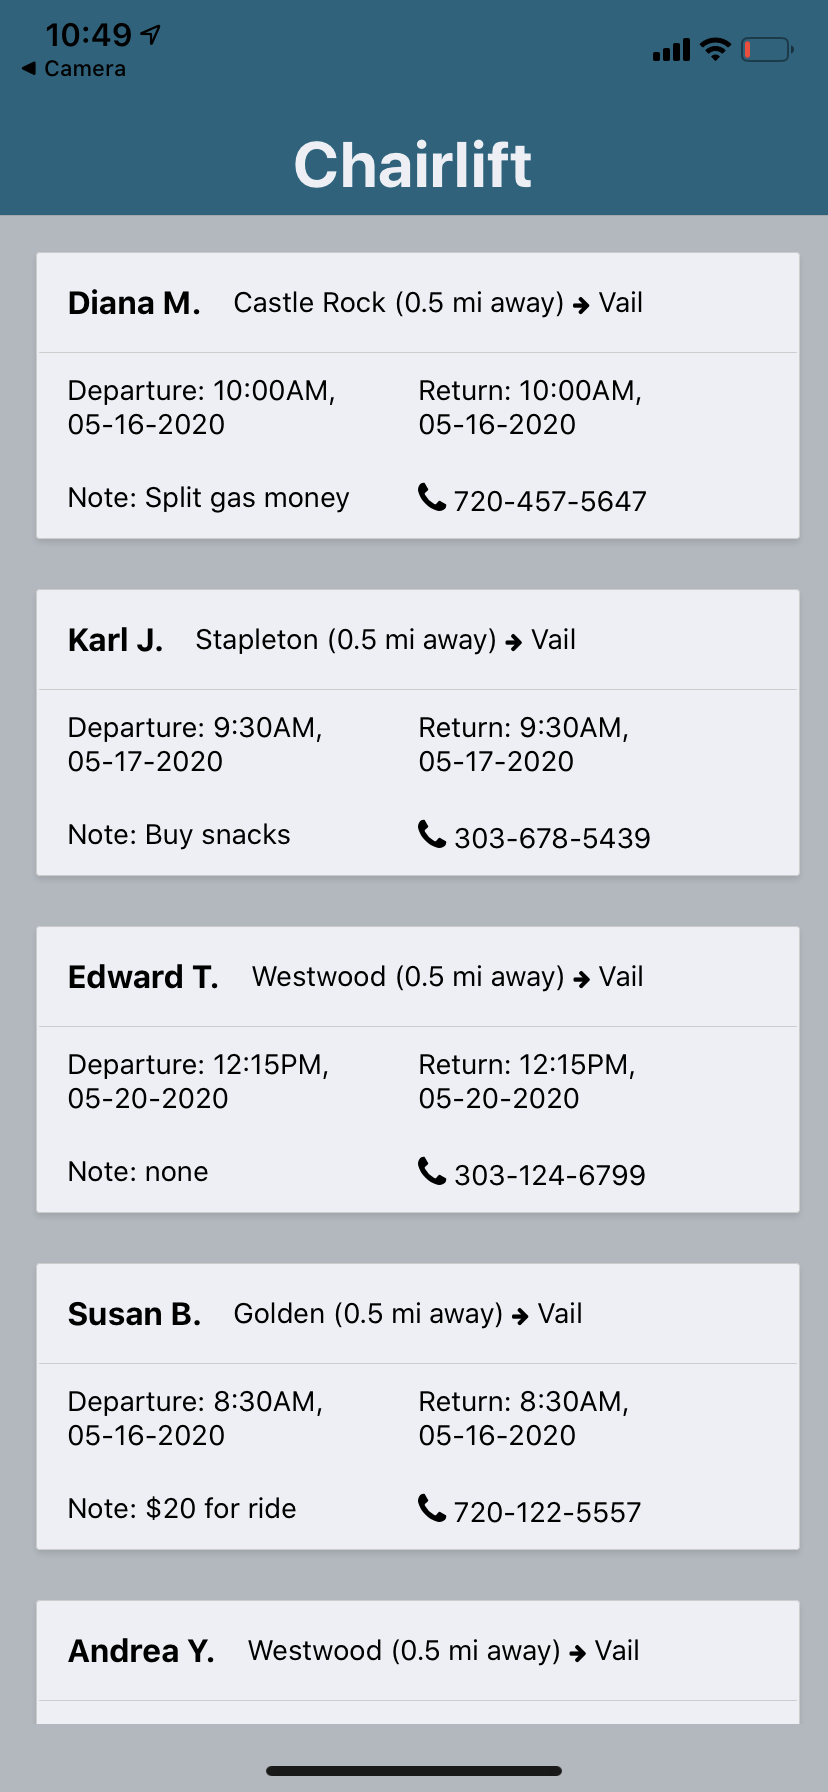 10:49
◀ Camera
Chairlift
Diana M. Castle Rock (0.5 mi away) → Vail
Departure: 10:00AM, Return: 10:00AM,
05-16-2020 05-16-2020
Note: Split gas money 720-457-5647
Karl J. Stapleton (0.5 mi away) → Vail
Departure: 9:30AM, Return: 9:30AM,
05-17-2020 05-17-2020
Note: Buy snacks 303-678-5439
Edward T. Westwood (0.5 mi away) → Vail
Departure: 12:15PM, Return: 12:15PM,
05-20-2020 05-20-2020
Note: none 303-124-6799
Susan B. Golden (0.5 mi away) → Vail
Departure: 8:30AM, Return: 8:30AM,
05-16-2020 05-16-2020
Note: $20 for ride 720-122-5557
Andrea Y. Westwood (0.5 mi away) → Vail